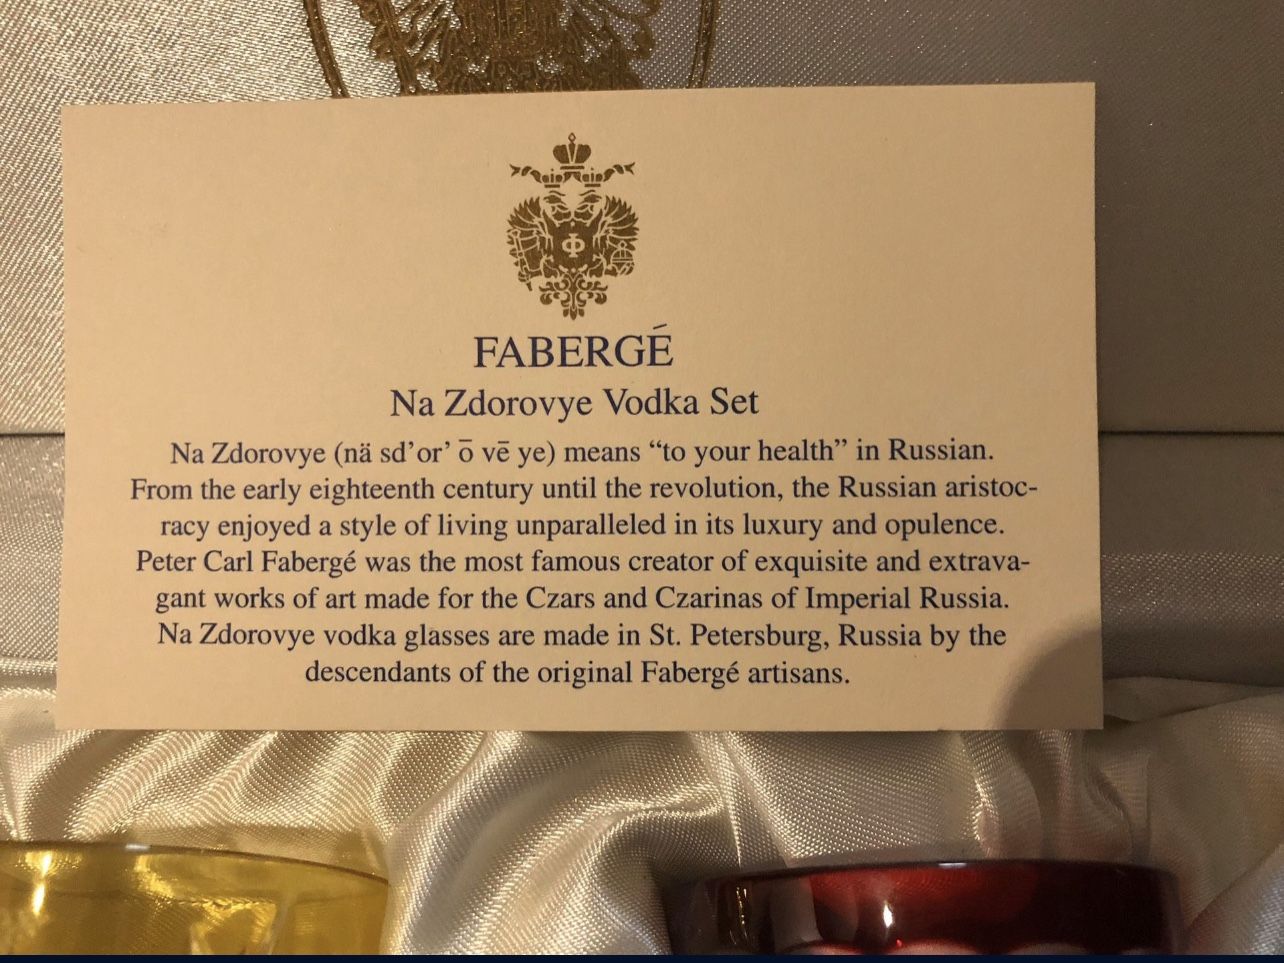 Ф
FABERGÉ
Na Zdorovye Vodka Set
Na Zdorovye (nä sd’or’ ō vē ye) means “to your health” in Russian.
From the early eighteenth century until the revolution, the Russian aristoc-
racy enjoyed a style of living unparalleled in its luxury and opulence.
Peter Carl Fabergé was the most famous creator of exquisite and extrava-
gant works of art made for the Czars and Czarinas of Imperial Russia.
Na Zdorovye vodka glasses are made in St. Petersburg, Russia by the
descendants of the original Fabergé artisans.